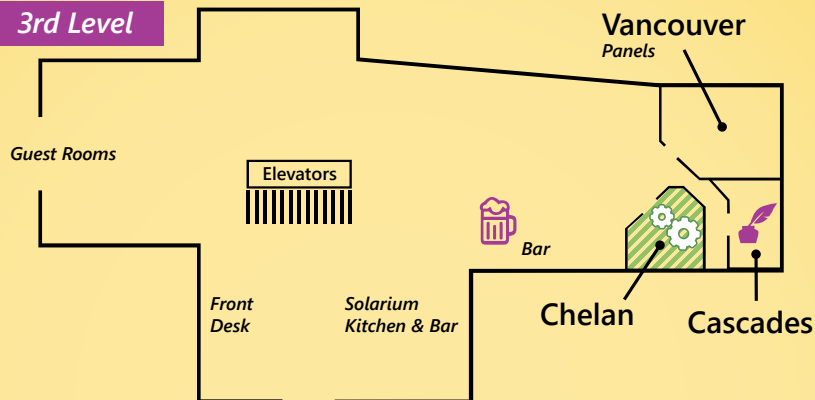 3rd Level
Vancouver
Panels
Guest Rooms
Elevators
Bar
Front
Desk
Solarium
Kitchen & Bar
Chelan
Cascades